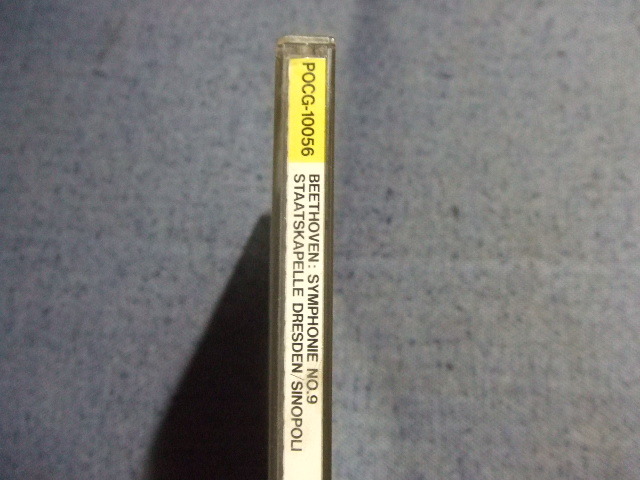 POCG-10056
BEETHOVEN: SYMPHONIE NO.9
STAATSKAPELLE DRESDEN/SINOPOLI